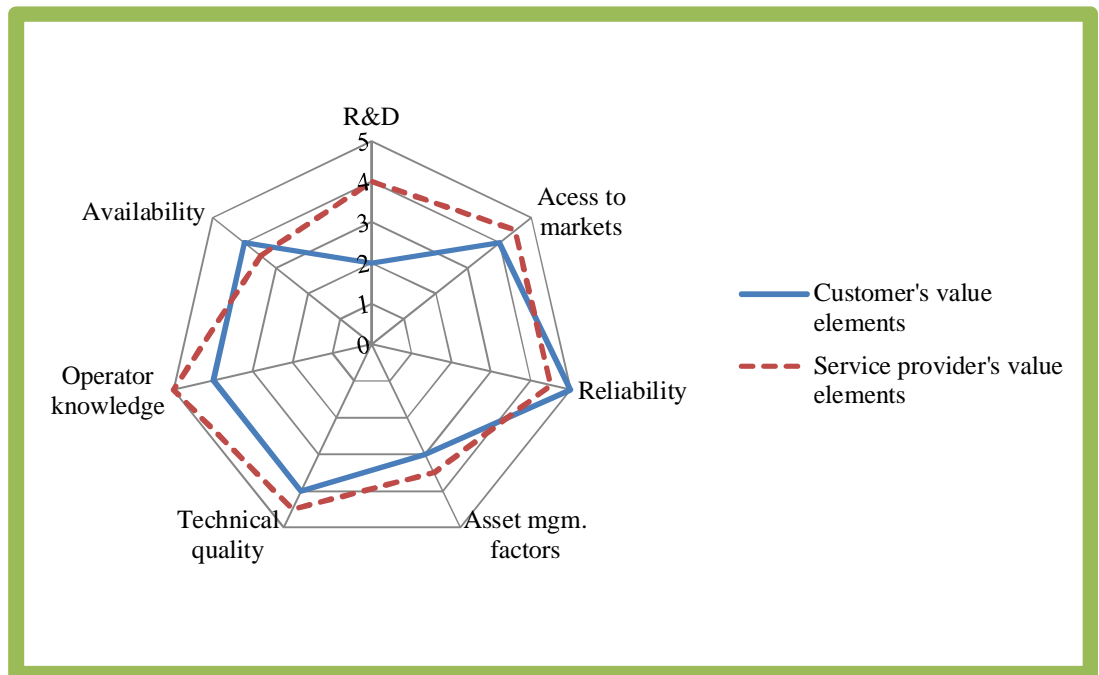 R&D
5
4
3
2
1
0
Acess to
markets
Reliability
Asset mgm.
factors
Technical
quality
Operator
knowledge
Availability
Customer's value
elements
Service provider's value
elements